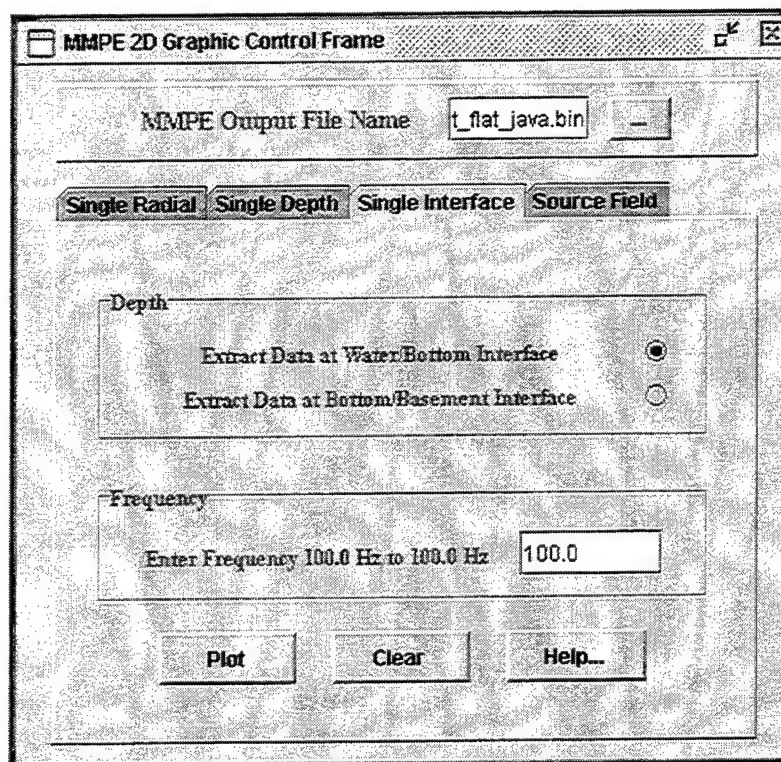 MMPE 2D Graphic Control Frame
MMPE Output File Name t_flat_java.bin ...
Single Radial Single Depth Single Interface Source Field
Depth
Extract Data at Water/Bottom Interface
Extract Data at Bottom/Basement Interface
Frequency
Enter Frequency 100.0 Hz to 100.0 Hz 100.0
Plot Clear Help...